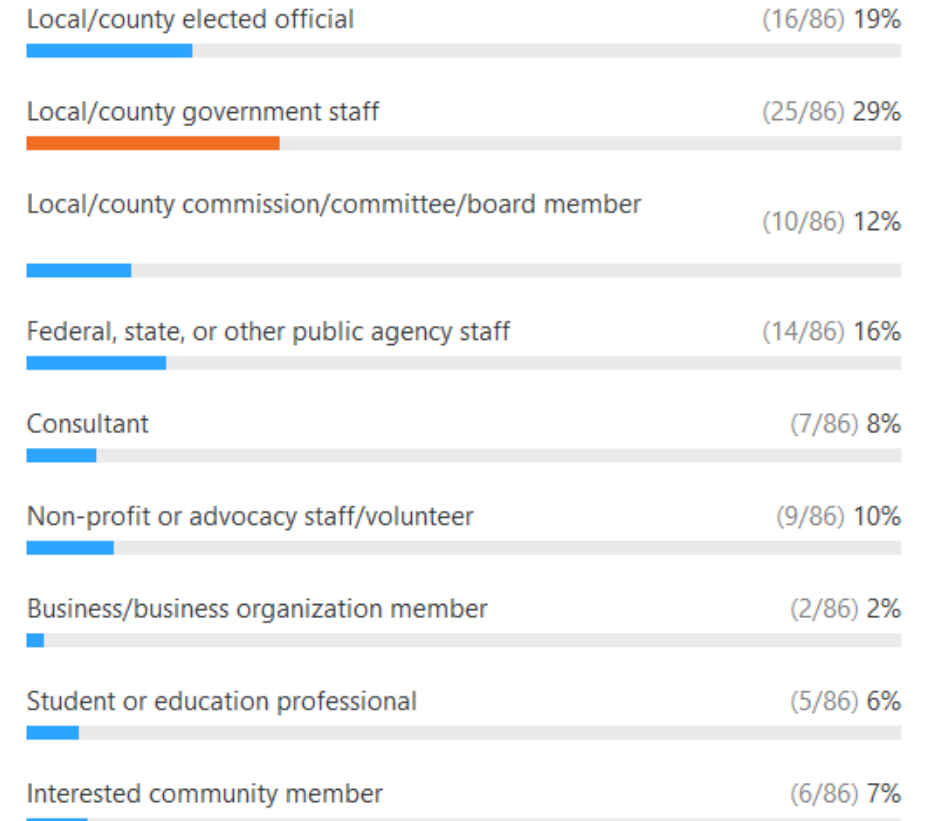 Local/county elected official (16/86) 19%
Local/county government staff (25/86) 29%
Local/county commission/committee/board member (10/86) 12%
Federal, state, or other public agency staff (14/86) 16%
Consultant (7/86) 8%
Non-profit or advocacy staff/volunteer (9/86) 10%
Business/business organization member (2/86) 2%
Student or education professional (5/86) 6%
Interested community member (6/86) 7%